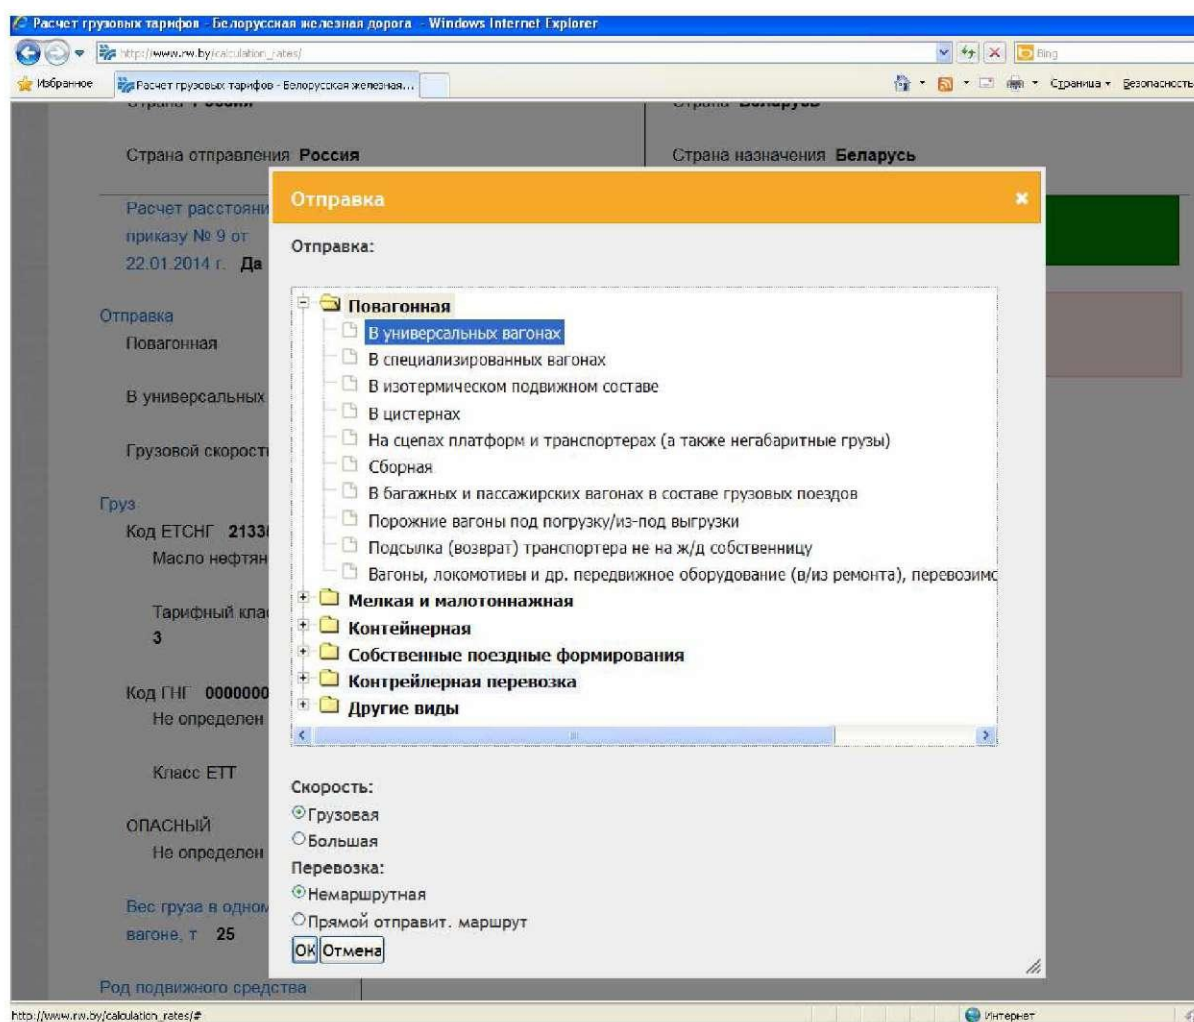 Расчет грузовых тарифов - Белорусская железная дорога - Windows Internet Explorer
http://www.rw.by/calculation_rates/
Bing
Избранное
Расчет грузовых тарифов - Белорусская железная...
Страница
Безопасность
Страна Россия
Страна Беларусь
Страна отправления Россия
Страна назначения Беларусь
Расчет расстояни
приказу № 9 от
22.01.2014 г. Да
Отправка
Повагонная
В универсальных
Грузовой скорост
Груз
Код ЕТСНГ 2133
Масло нефтян
Тарифный клас
3
Код ГНГ 0000000
Не определен
Класс ЕТТ
ОПАСНЫЙ
Не определен
Вес груза в одном
вагоне, т 25
Род подвижного средства
Отправка
Отправка:
Повагонная
В универсальных вагонах
В специализированных вагонах
В изотермическом подвижном составе
В цистернах
На сцепах платформ и транспортерах (а также негабаритные грузы)
Сборная
В багажных и пассажирских вагонах в составе грузовых поездов
Порожние вагоны под погрузку/из-под выгрузки
Подсылка (возврат) транспортера не на ж/д собственницу
Вагоны, локомотивы и др. передвижное оборудование (в/из ремонта), перевозимс
Мелкая и малотоннажная
Контейнерная
Собственные поездные формирования
Контрейлерная перевозка
Другие виды
Скорость:
Грузовая
Большая
Перевозка:
Немаршрутная
Прямой отправит. маршрут
ОК Отмена
http://www.rw.by/calculation_rates/#
Интернет